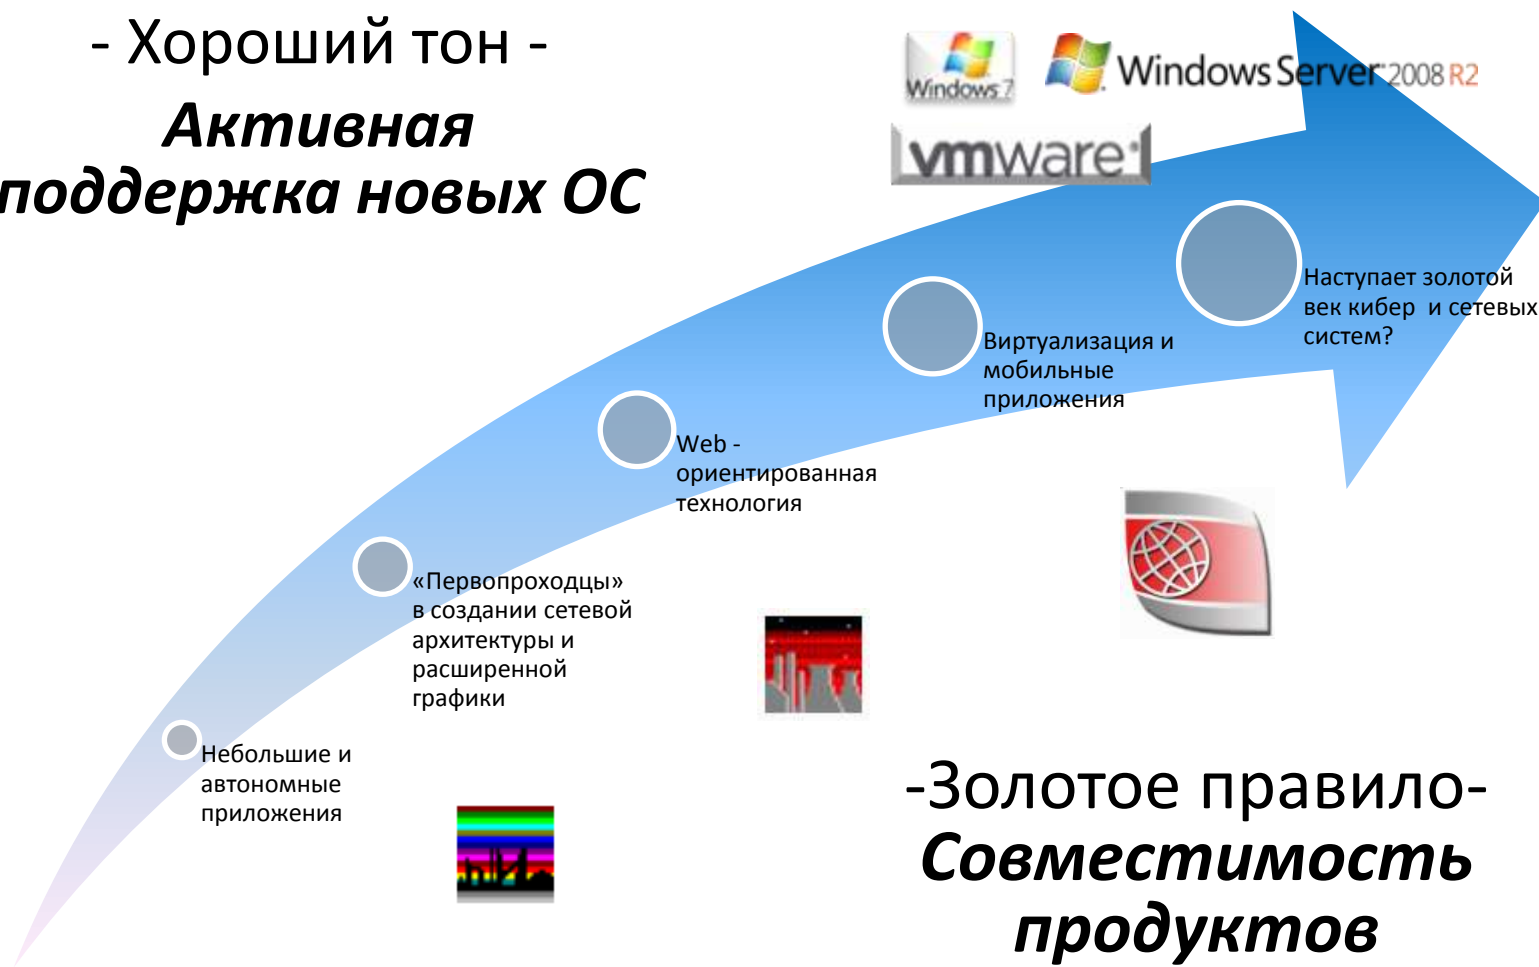 - Хороший тон -
Активная
поддержка новых ОС
Windows 7
Windows Server 2008 R2
vmware
Наступает золотой
век кибер и сетевых
систем?
Виртуализация и
мобильные
приложения
Web -
ориентированная
технология
«Первопроходцы»
в создании сетевой
архитектуры и
расширенной
графики
Небольшие и
автономные
приложения
-Золотое правило-
Совместимость
продуктов